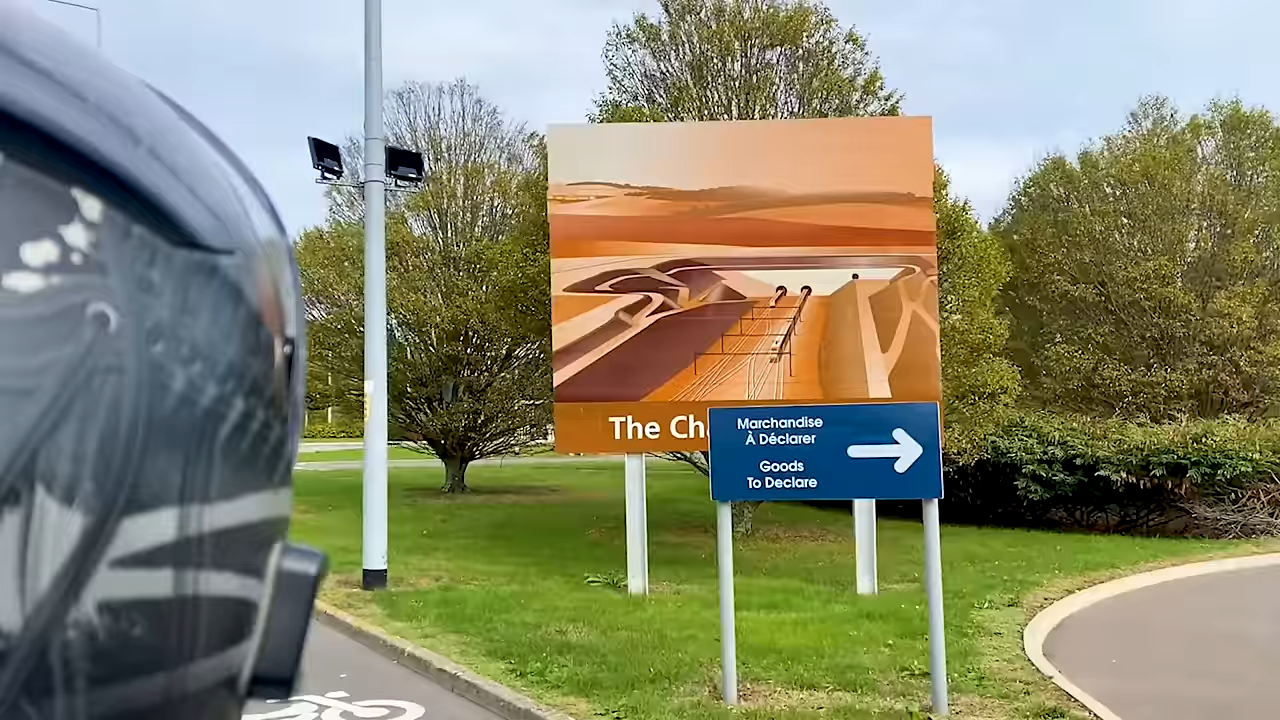 The Ch
Marchandise
À Déclarer
Goods
To Declare